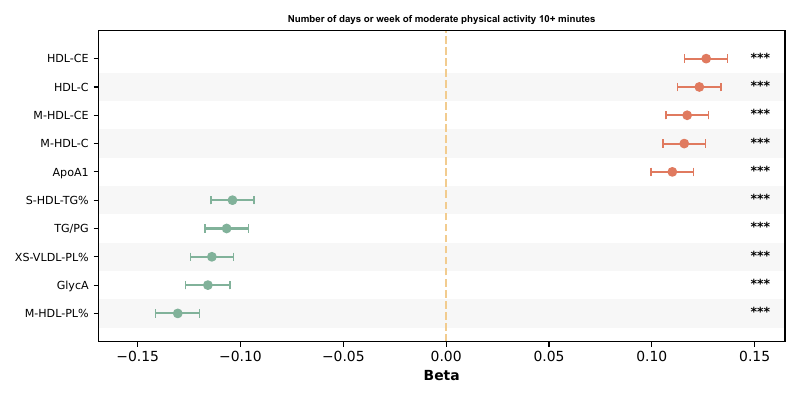 Number of days or week of moderate physical activity 10+ minutes
HDL-CE ***
HDL-C ***
M-HDL-CE ***
M-HDL-C ***
ApoA1 ***
S-HDL-TG% ***
TG/PG ***
XS-VLDL-PL% ***
GlycA ***
M-HDL-PL% ***
−0.15 −0.10 −0.05 0.00 0.05 0.10 0.15
Beta